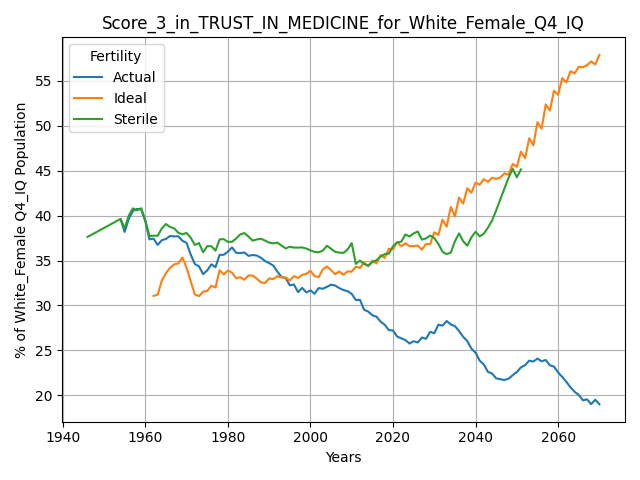 Score_3_in_TRUST_IN_MEDICINE_for_White_Female_Q4_IQ
Fertility
Actual
Ideal
Sterile
% of White_Female Q4_IQ Population
55
50
45
40
35
30
25
20
1940 1960 1980 2000 2020 2040 2060
Years